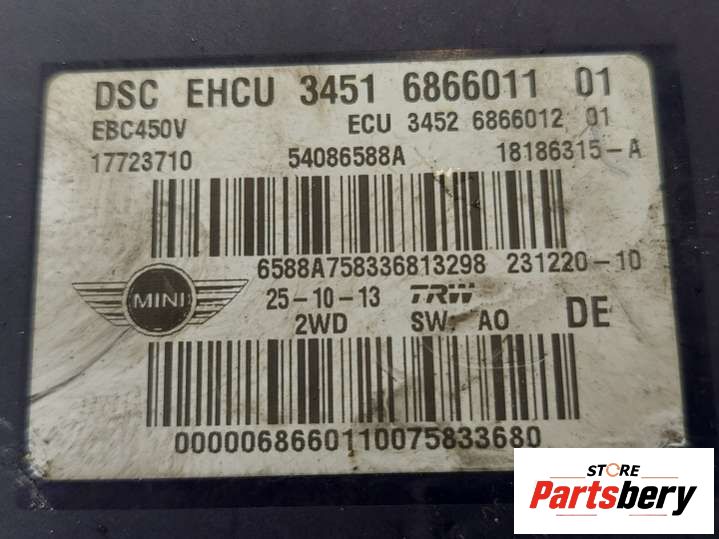 DSC EHCU 3451 6866011 01
EBC450V ECU 3452 6866012 01
17723710 54086588A 18186315-A
6588A758336813298 231220-10
MINI 25-10-13 TRW
2WD SW: AO DE
0000068660110075833680
STORE
Partsbery